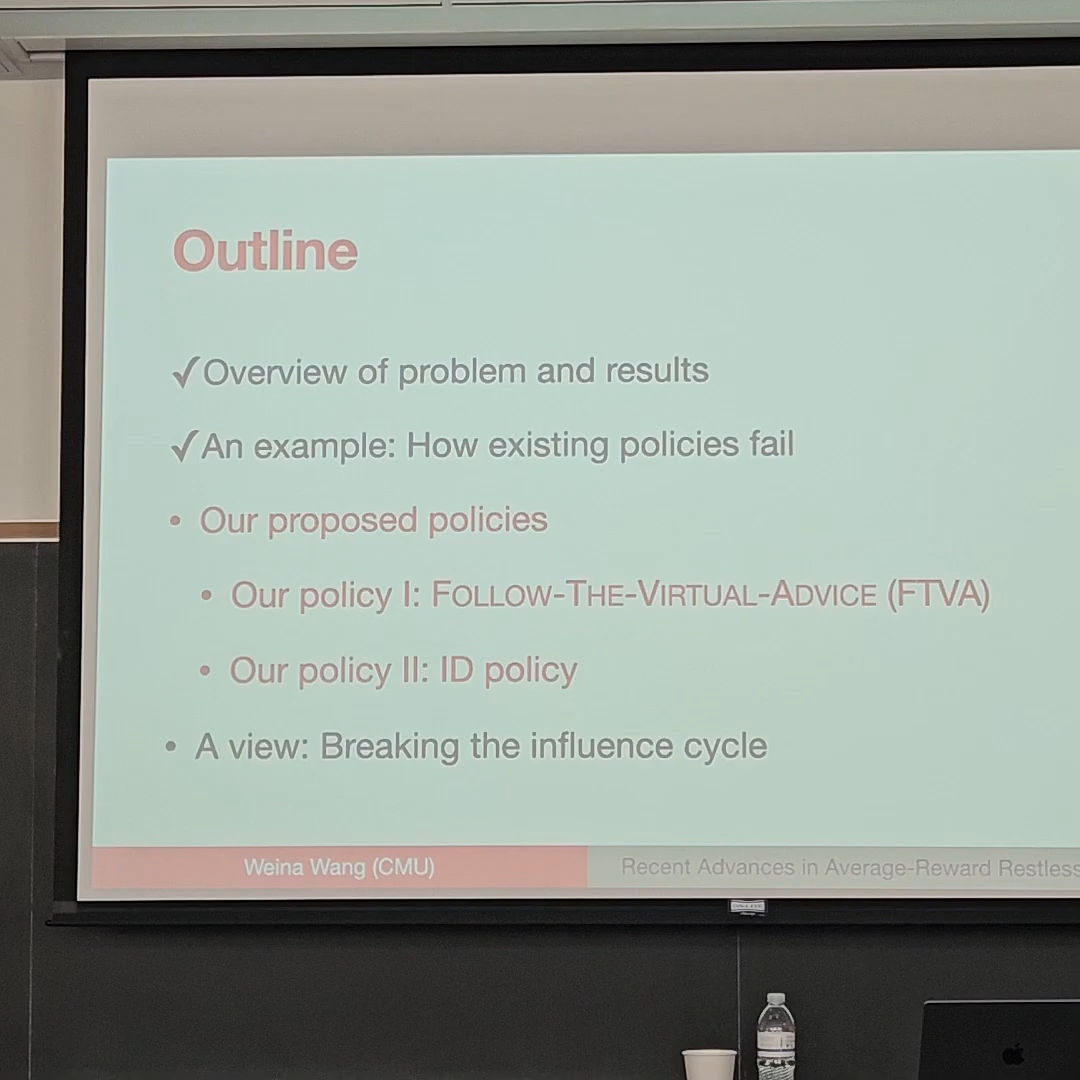 Outline
✓Overview of problem and results
✓An example: How existing policies fail
• Our proposed policies
• Our policy I: FOLLOW-THE-VIRTUAL-ADVICE (FTVA)
• Our policy II: ID policy
• A view: Breaking the influence cycle
Weina Wang (CMU)
Recent Advances in Average-Reward Restless